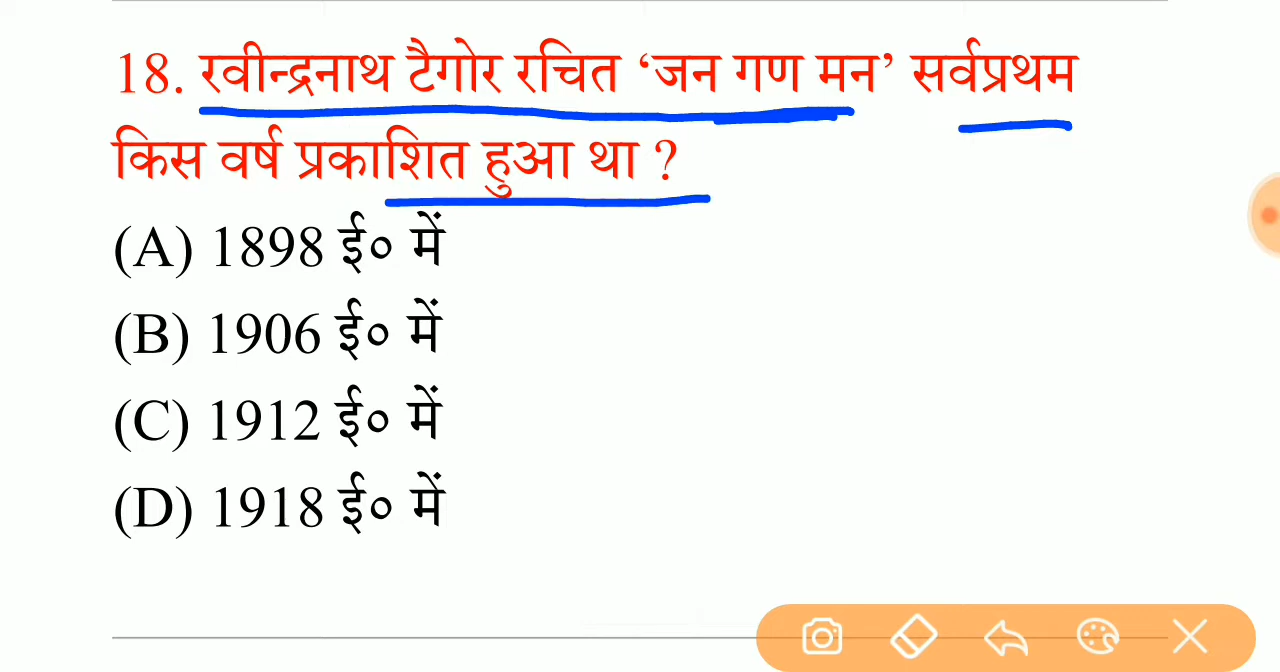 18. रवीन्द्रनाथ टैगोर रचित ‘जन गण मन’ सर्वप्रथम
किस वर्ष प्रकाशित हुआ था ?
(A) 1898 ई० में
(B) 1906 ई० में
(C) 1912 ई० में
(D) 1918 ई० में